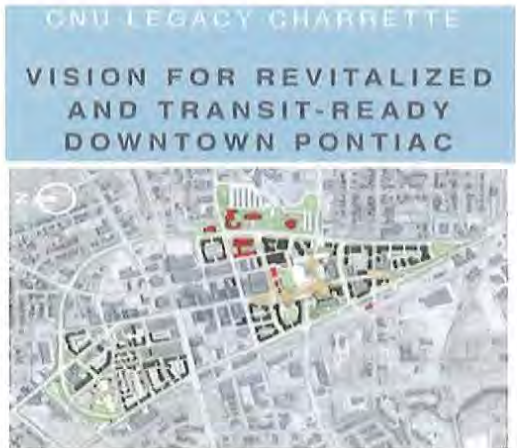 CNU LEGACY CHARRETTE
VISION FOR REVITALIZED
AND TRANSIT-READY
DOWNTOWN PONTIAC